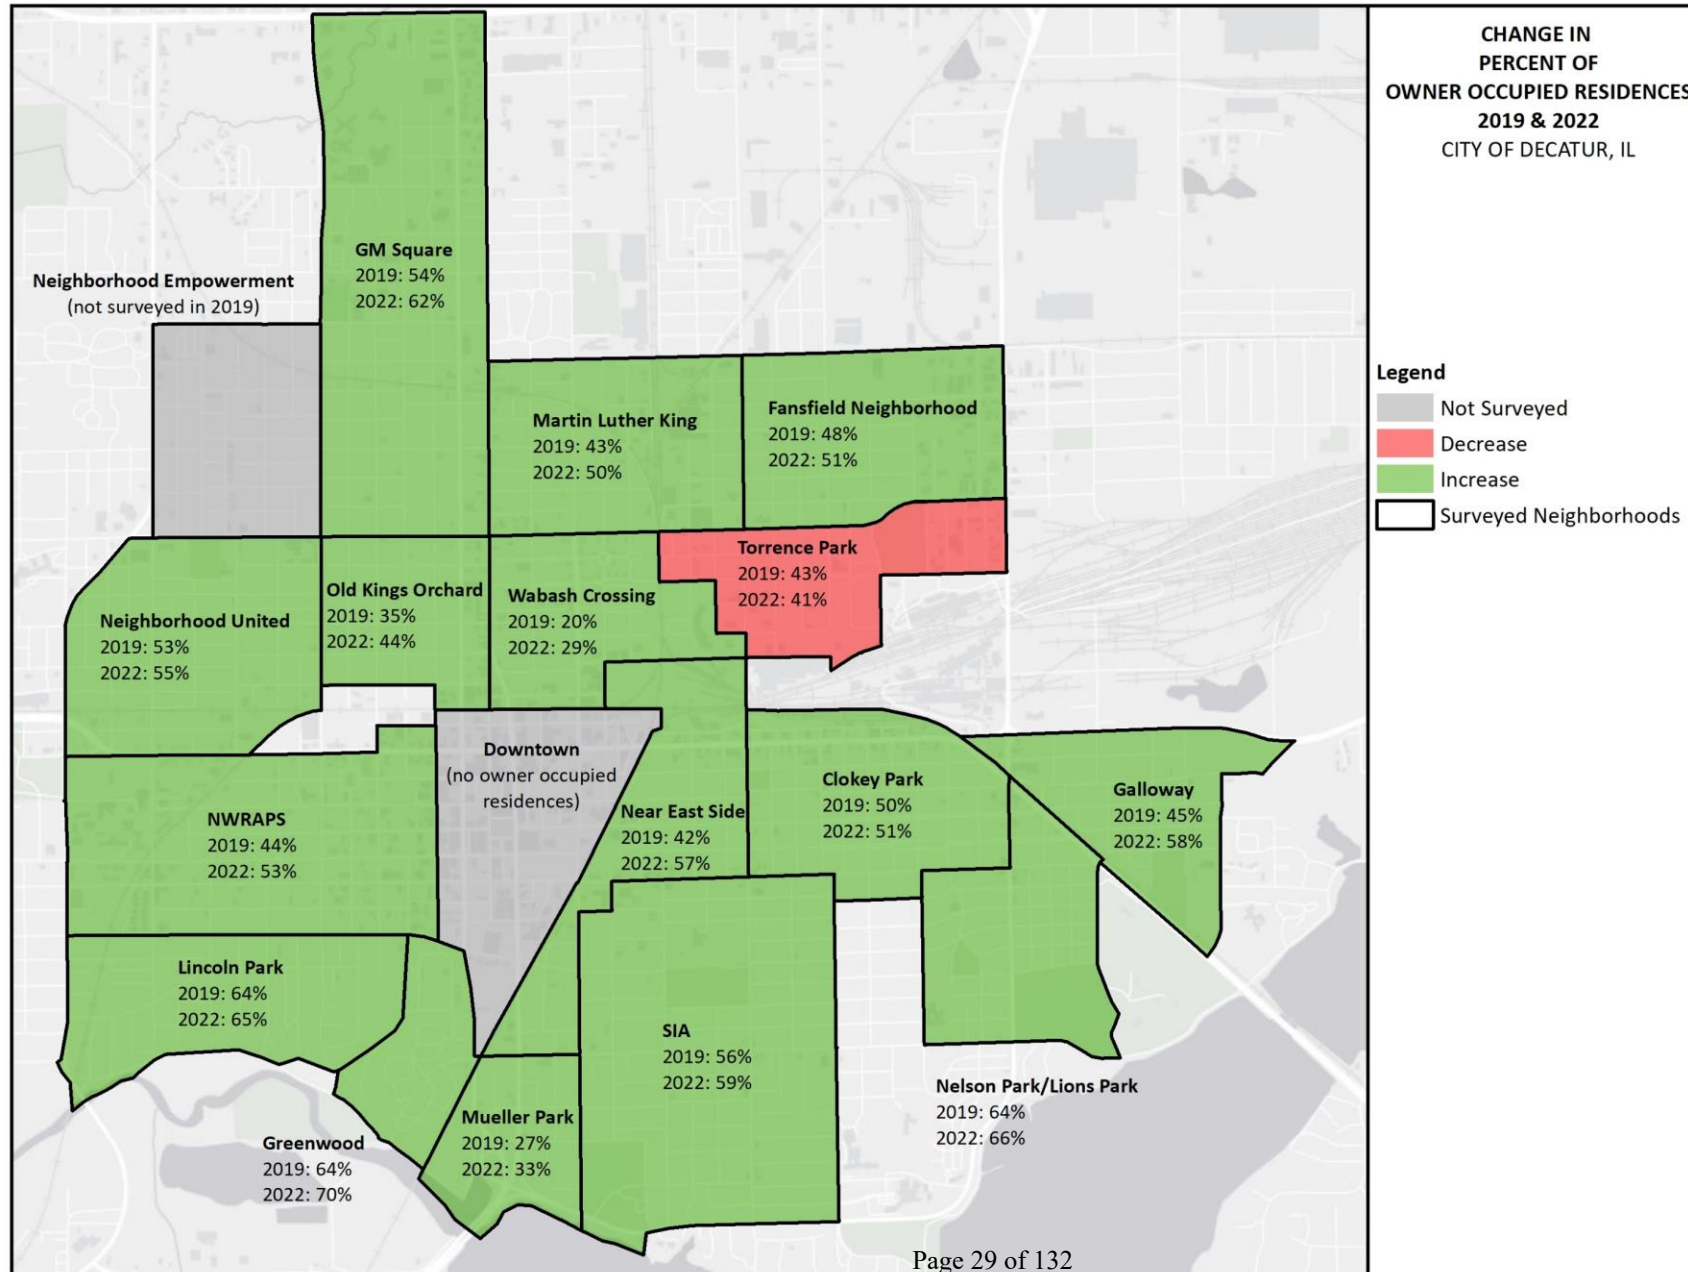 CHANGE IN
PERCENT OF
OWNER OCCUPIED RESIDENCES
2019 & 2022
CITY OF DECATUR, IL
Legend
Not Surveyed
Decrease
Increase
Surveyed Neighborhoods
GM Square
2019: 54%
2022: 62%
Neighborhood Empowerment
(not surveyed in 2019)
Martin Luther King
2019: 43%
2022: 50%
Fansfield Neighborhood
2019: 48%
2022: 51%
Torrence Park
2019: 43%
2022: 41%
Neighborhood United
2019: 53%
2022: 55%
Old Kings Orchard
2019: 35%
2022: 44%
Wabash Crossing
2019: 20%
2022: 29%
Downtown
(no owner occupied
residences)
Near East Side
2019: 42%
2022: 57%
Clokey Park
2019: 50%
2022: 51%
Galloway
2019: 45%
2022: 58%
NWRAPS
2019: 44%
2022: 53%
Lincoln Park
2019: 64%
2022: 65%
SIA
2019: 56%
2022: 59%
Nelson Park/Lions Park
2019: 64%
2022: 66%
Mueller Park
2019: 27%
2022: 33%
Greenwood
2019: 64%
2022: 70%
Page 29 of 132